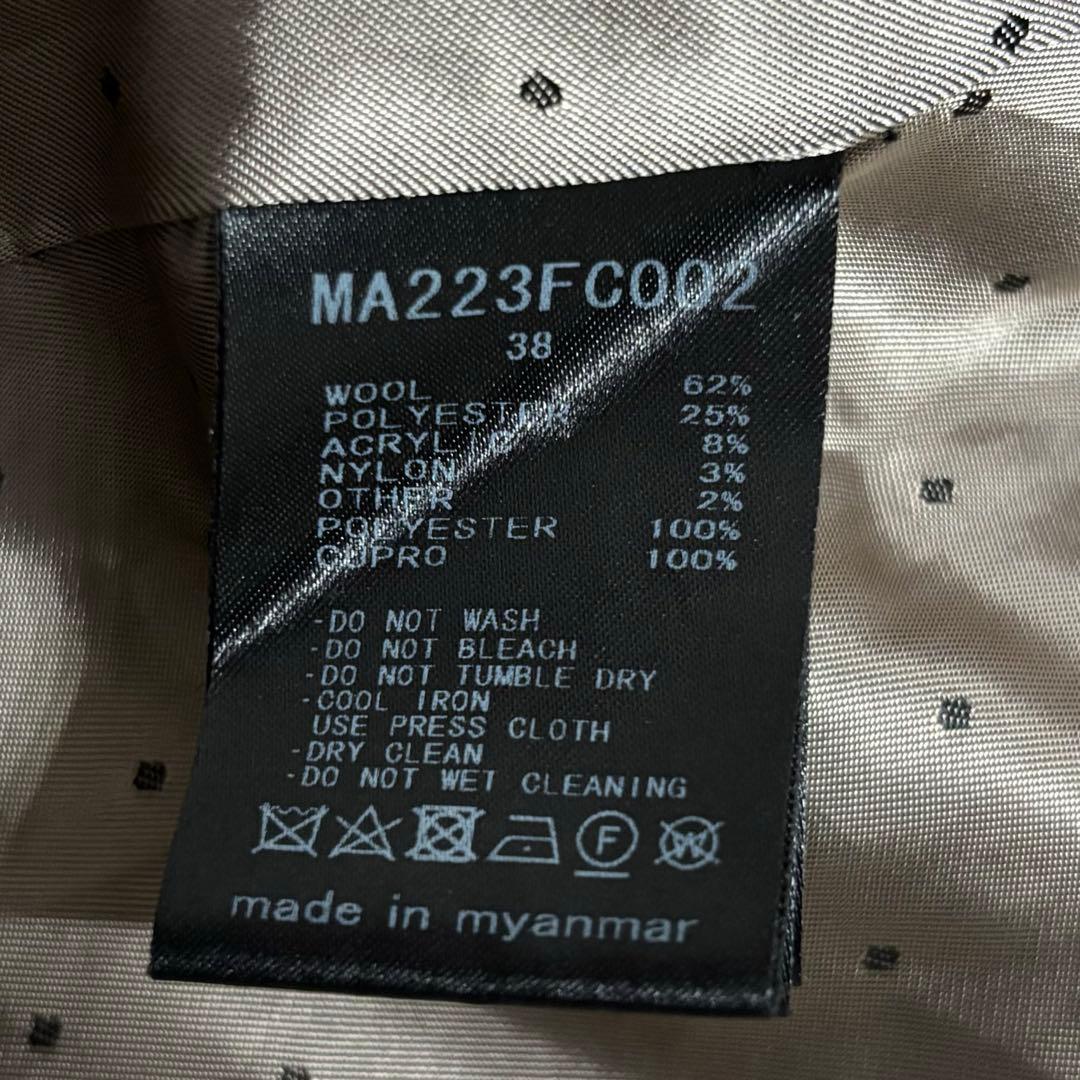 MA223FC002
38
WOOL 62%
POLYESTER 25%
ACRYLIC 8%
NYLON 3%
OTHER 2%
POLYESTER 100%
CUPRO 100%
-DO NOT WASH
-DO NOT BLEACH
-DO NOT TUMBLE DRY
-COOL IRON
USE PRESS CLOTH
-DRY CLEAN
-DO NOT WET CLEANING
F W
made in myanmar